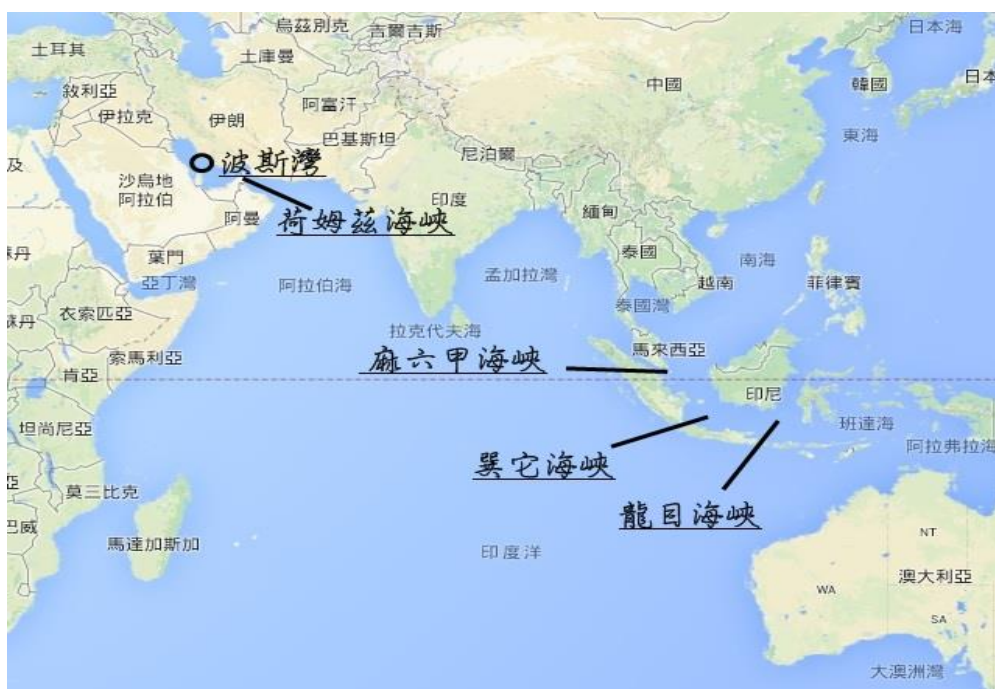 烏茲別克
吉爾吉斯
日本海
土耳其
土庫曼
中國
韓國
日本
敘利亞
伊拉克
伊朗
阿富汗
巴基斯坦
東海
及
波斯灣
尼泊爾
沙烏地
阿拉伯
印度
緬甸
阿曼
荷姆茲海峽
蘇丹
葉門
泰國
南海
亞丁灣
阿拉伯海
孟加拉灣
越南
菲律賓
蘇丹
衣索匹亞
泰國灣
拉克代夫海
索馬利亞
麻六甲海峽
馬來西亞
肯亞
印尼
坦尚尼亞
班達海
阿拉弗拉海
巽它海峽
亞
莫三比克
巴威
龍目海峽
馬達加斯加
印度洋
NT
WA
澳大利亞
SA
大澳洲灣